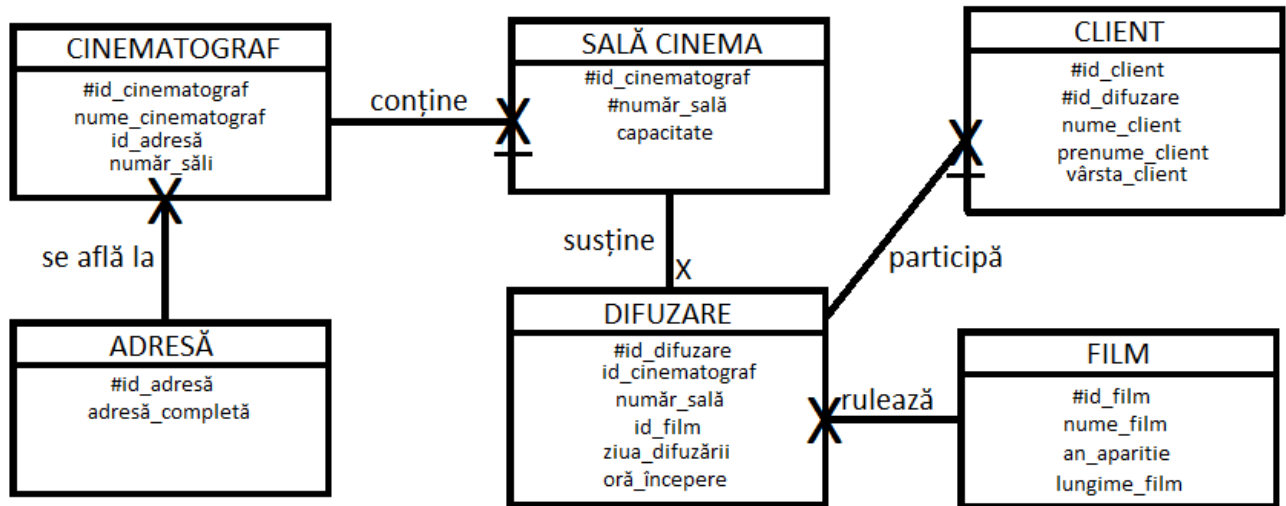 CINEMATOGRAF
#id_cinematograf
nume_cinematograf
id_adresă
număr_săli
X
conține
X
SALĂ CINEMA
#id_cinematograf
#număr_sală
capacitate
CLIENT
#id_client
#id_difuzare
nume_client
prenume_client
vârsta_client
X
se află la
susține
X
participă
ADRESĂ
#id_adresă
adresă_completă
DIFUZARE
#id_difuzare
id_cinematograf
număr_sală
id_film
ziua_difuzării
oră_începere
X
rulează
FILM
#id_film
nume_film
an_aparitie
lungime_film